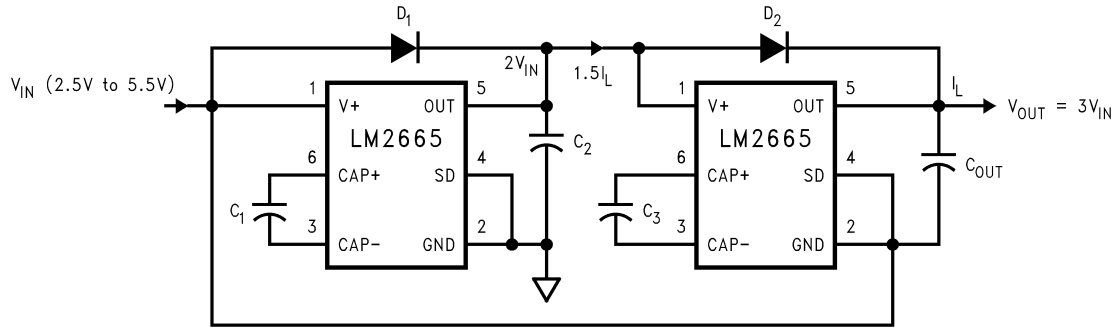 D1
D2
VIN (2.5V to 5.5V)
2VIN
1.5IL
IL
VOUT = 3VIN
1
V+
OUT
5
LM2665
6
CAP+
SD
4
3
CAP-
GND
2
C1
C2
1
V+
OUT
5
LM2665
6
CAP+
SD
4
3
CAP-
GND
2
C3
COUT